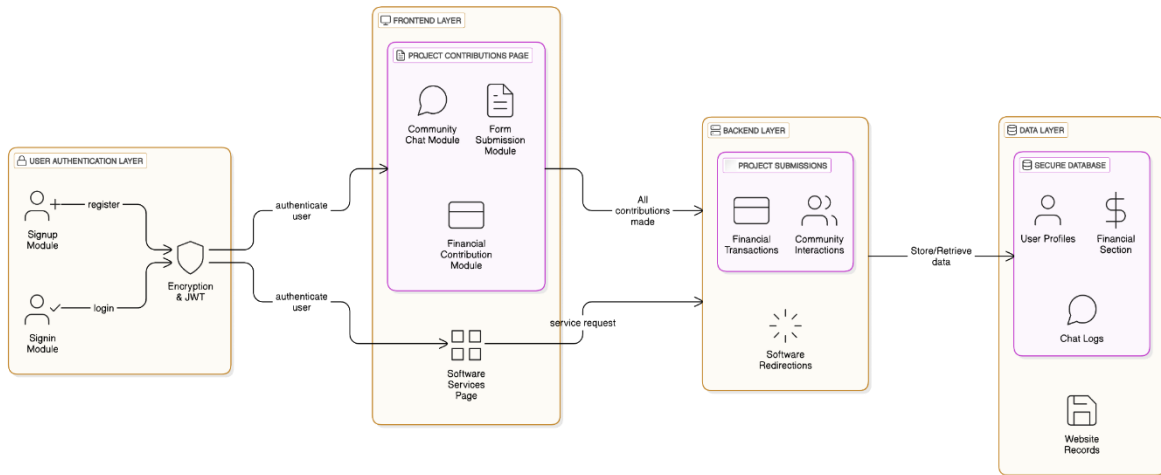 USER AUTHENTICATION LAYER
Signup
Module
register
Signin
Module
login
Encryption
& JWT
authenticate
user
authenticate
user
FRONTEND LAYER
PROJECT CONTRIBUTIONS PAGE
Community
Chat Module
Form
Submission
Module
Financial
Contribution
Module
Software
Services
Page
All
contributions
made
service request
BACKEND LAYER
PROJECT SUBMISSIONS
Financial
Transactions
Community
Interactions
Software
Redirections
Store/Retrieve
data
DATA LAYER
SECURE DATABASE
User Profiles
Financial
Section
Chat Logs
Website
Records